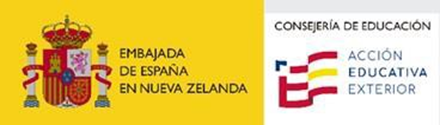 EMBAJADA
DE ESPAÑA
EN NUEVA ZELANDA
CONSEJERÍA DE EDUCACIÓN
ACCIÓN
EDUCATIVA
EXTERIOR